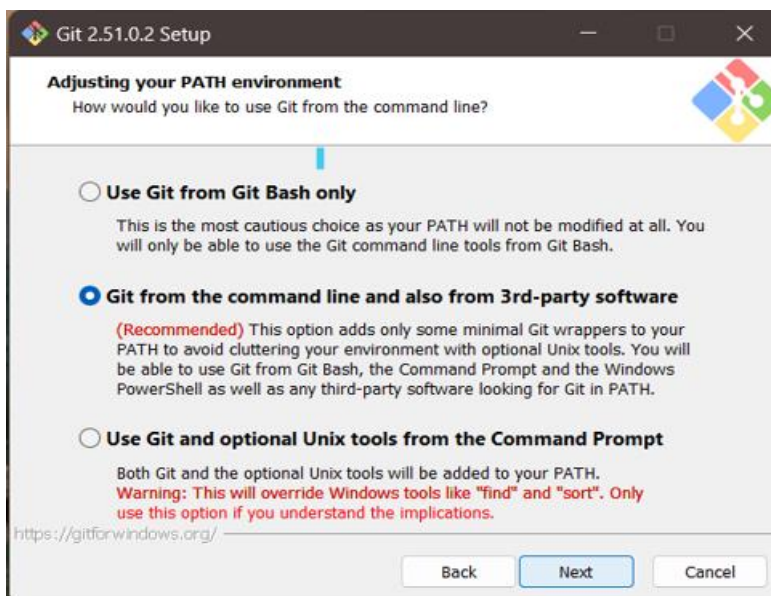 Git 2.51.0.2 Setup
Adjusting your PATH environment
How would you like to use Git from the command line?
Use Git from Git Bash only
This is the most cautious choice as your PATH will not be modified at all. You
will only be able to use the Git command line tools from Git Bash.
Git from the command line and also from 3rd-party software
(Recommended) This option adds only some minimal Git wrappers to your
PATH to avoid cluttering your environment with optional Unix tools. You will
be able to use Git from Git Bash, the Command Prompt and the Windows
PowerShell as well as any third-party software looking for Git in PATH.
Use Git and optional Unix tools from the Command Prompt
Both Git and the optional Unix tools will be added to your PATH.
Warning: This will override Windows tools like "find" and "sort". Only
use this option if you understand the implications.
https://gitforwindows.org/
Back Next Cancel